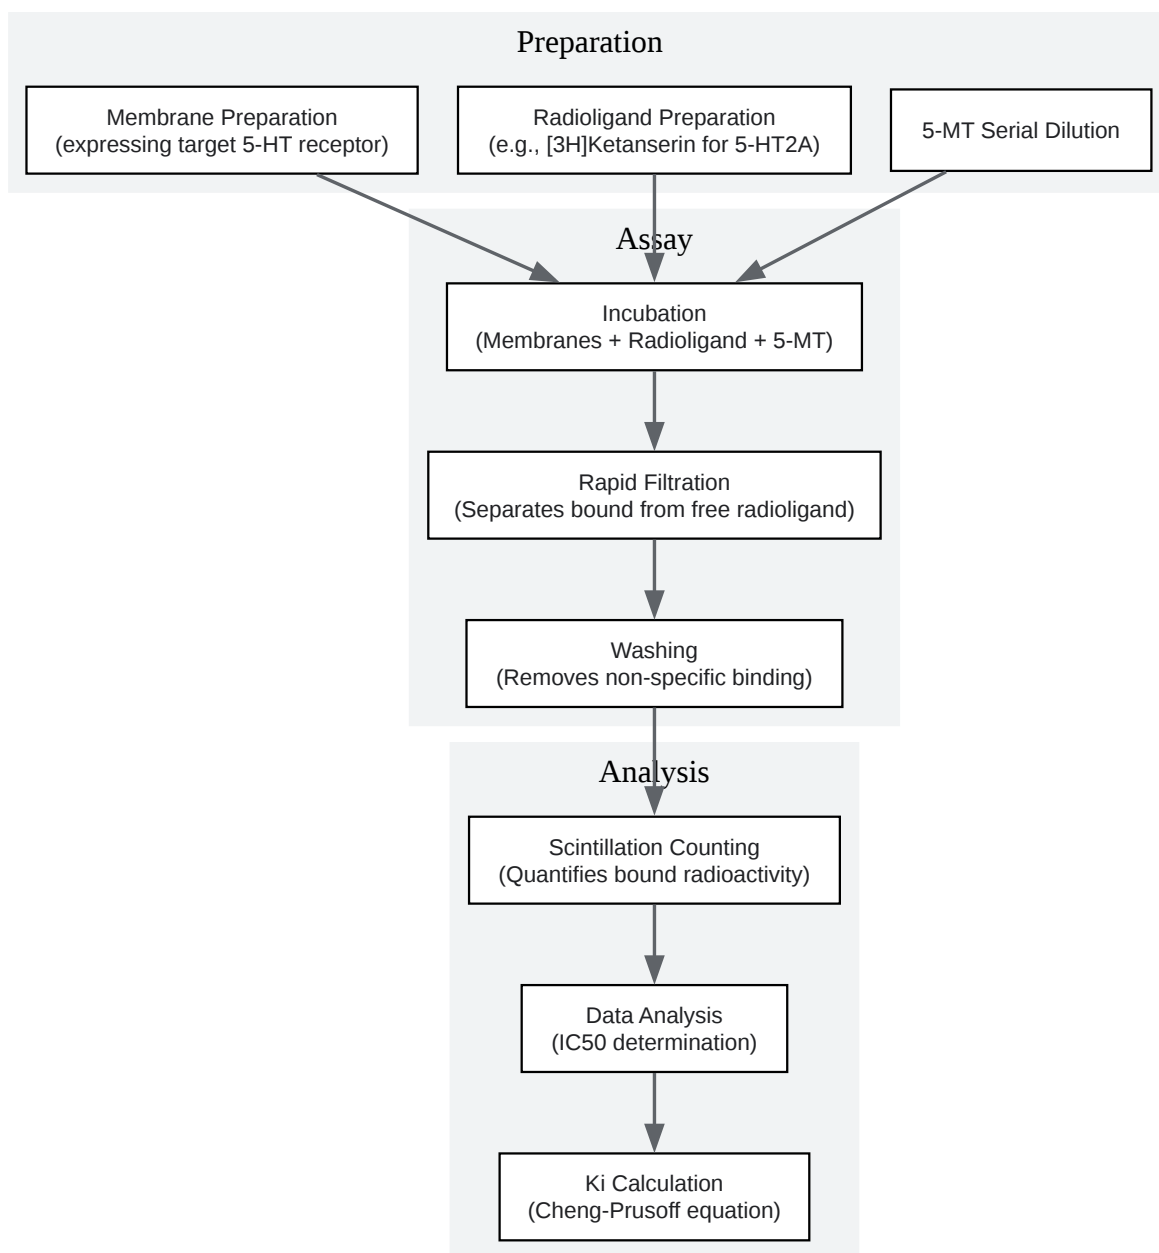 Preparation
Membrane Preparation
(expressing target 5-HT receptor)
Radioligand Preparation
(e.g., [3H]Ketanserin for 5-HT2A)
5-MT Serial Dilution
Assay
Incubation
(Membranes + Radioligand + 5-MT)
Rapid Filtration
(Separates bound from free radioligand)
Washing
(Removes non-specific binding)
Analysis
Scintillation Counting
(Quantifies bound radioactivity)
Data Analysis
(IC50 determination)
Ki Calculation
(Cheng-Prusoff equation)